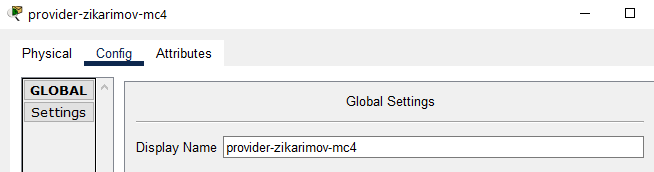 provider-zikarimov-mc4
Physical Config Attributes
GLOBAL
Settings
Global Settings
Display Name provider-zikarimov-mc4